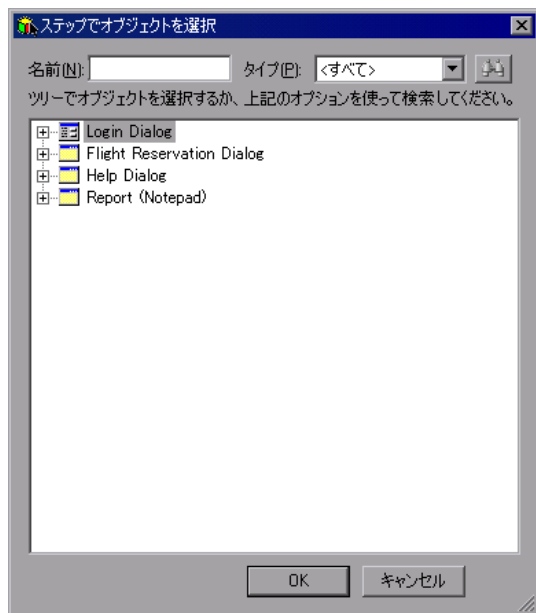 ステップでオブジェクトを選択
名前(N): タイプ(P): <すべて>
ツリーでオブジェクトを選択するか、上記のオプションを使って検索してください。
Login Dialog
Flight Reservation Dialog
Help Dialog
Report (Notepad)
OK キャンセル